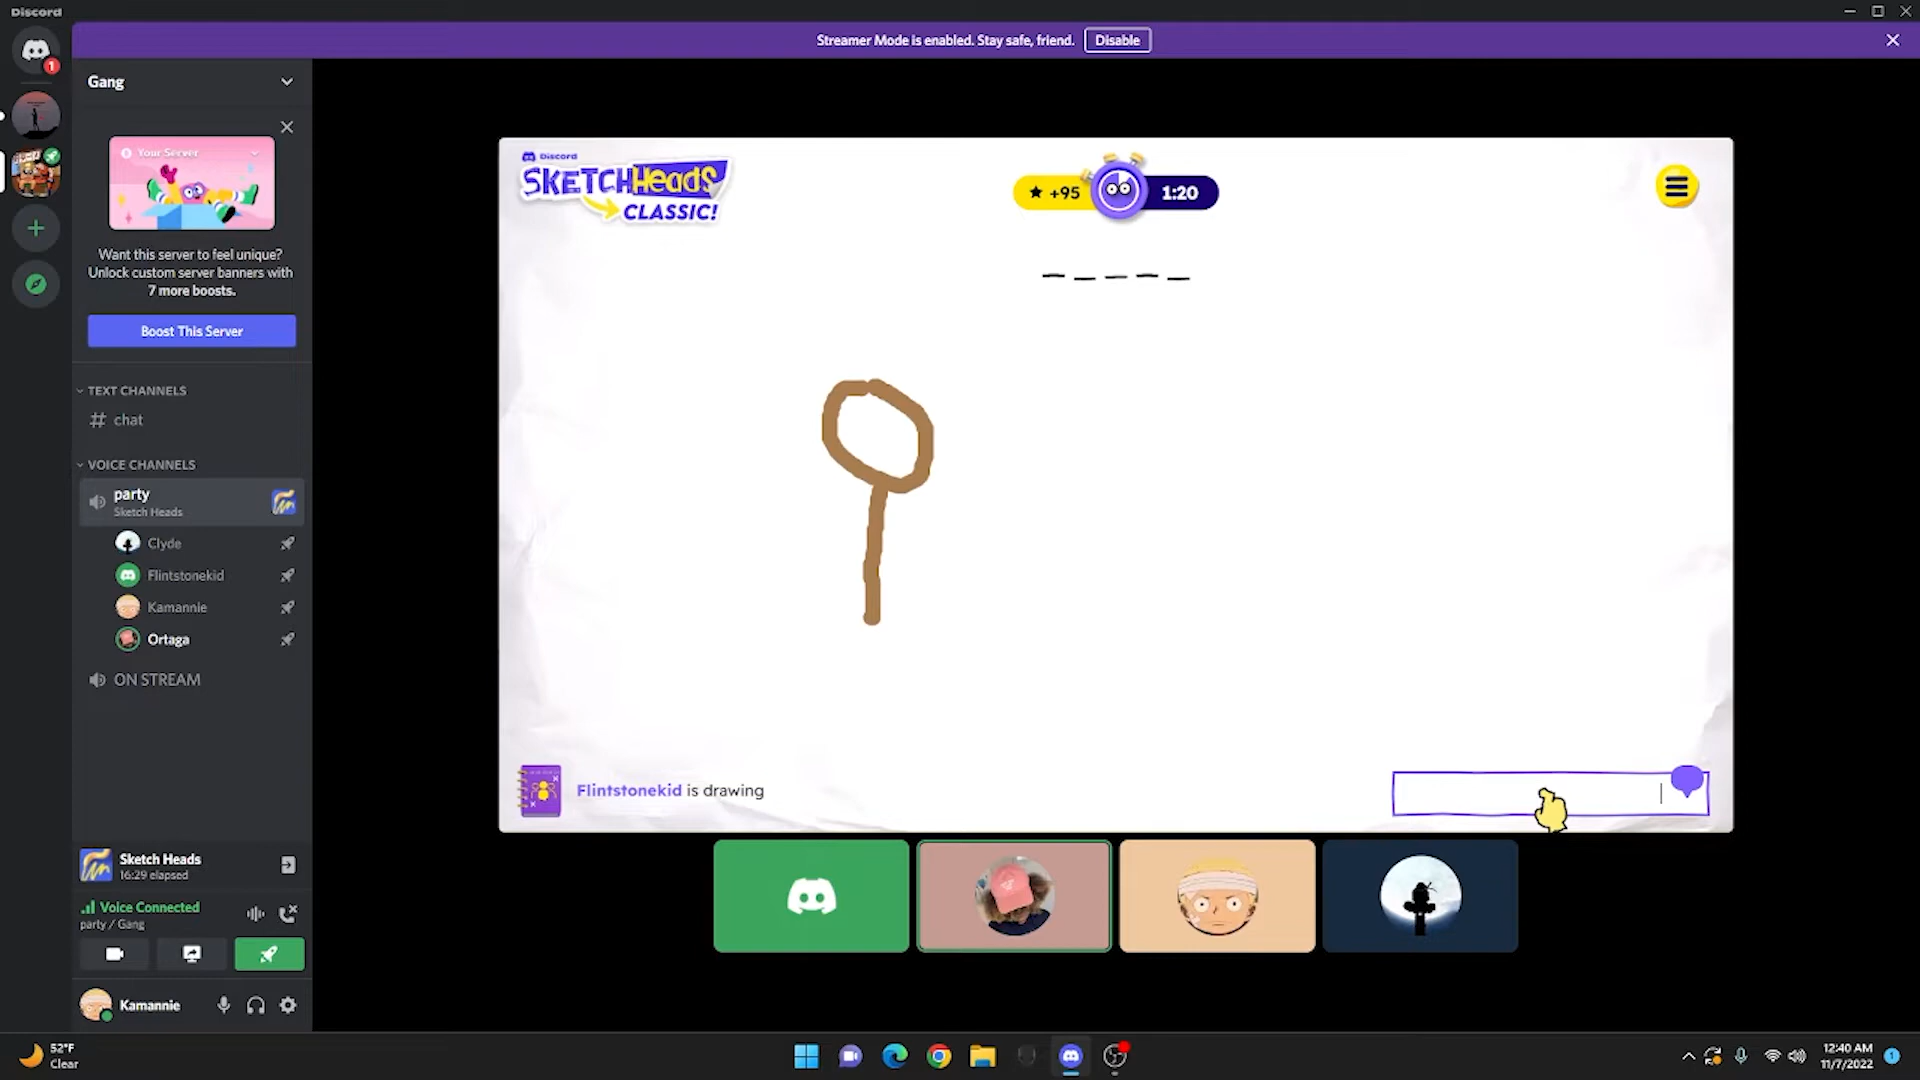 Discord
Streamer Mode is enabled. Stay safe, friend.
Disable
1
Gang
Your Server
Want this server to feel unique?
Unlock custom server banners with
7 more boosts.
Boost This Server
TEXT CHANNELS
# chat
VOICE CHANNELS
party
Sketch Heads
Clyde
Flintstonekid
Kamannie
Ortaga
ON STREAM
Sketch Heads
16:29 elapsed
Voice Connected
party / Gang
Kamannie
Discord
SKETCHHeadS
CLASSIC!
+95
1:20
_ _ _ _ _
Flintstonekid is drawing
52°F
Clear
12:40 AM
11/7/2022
1